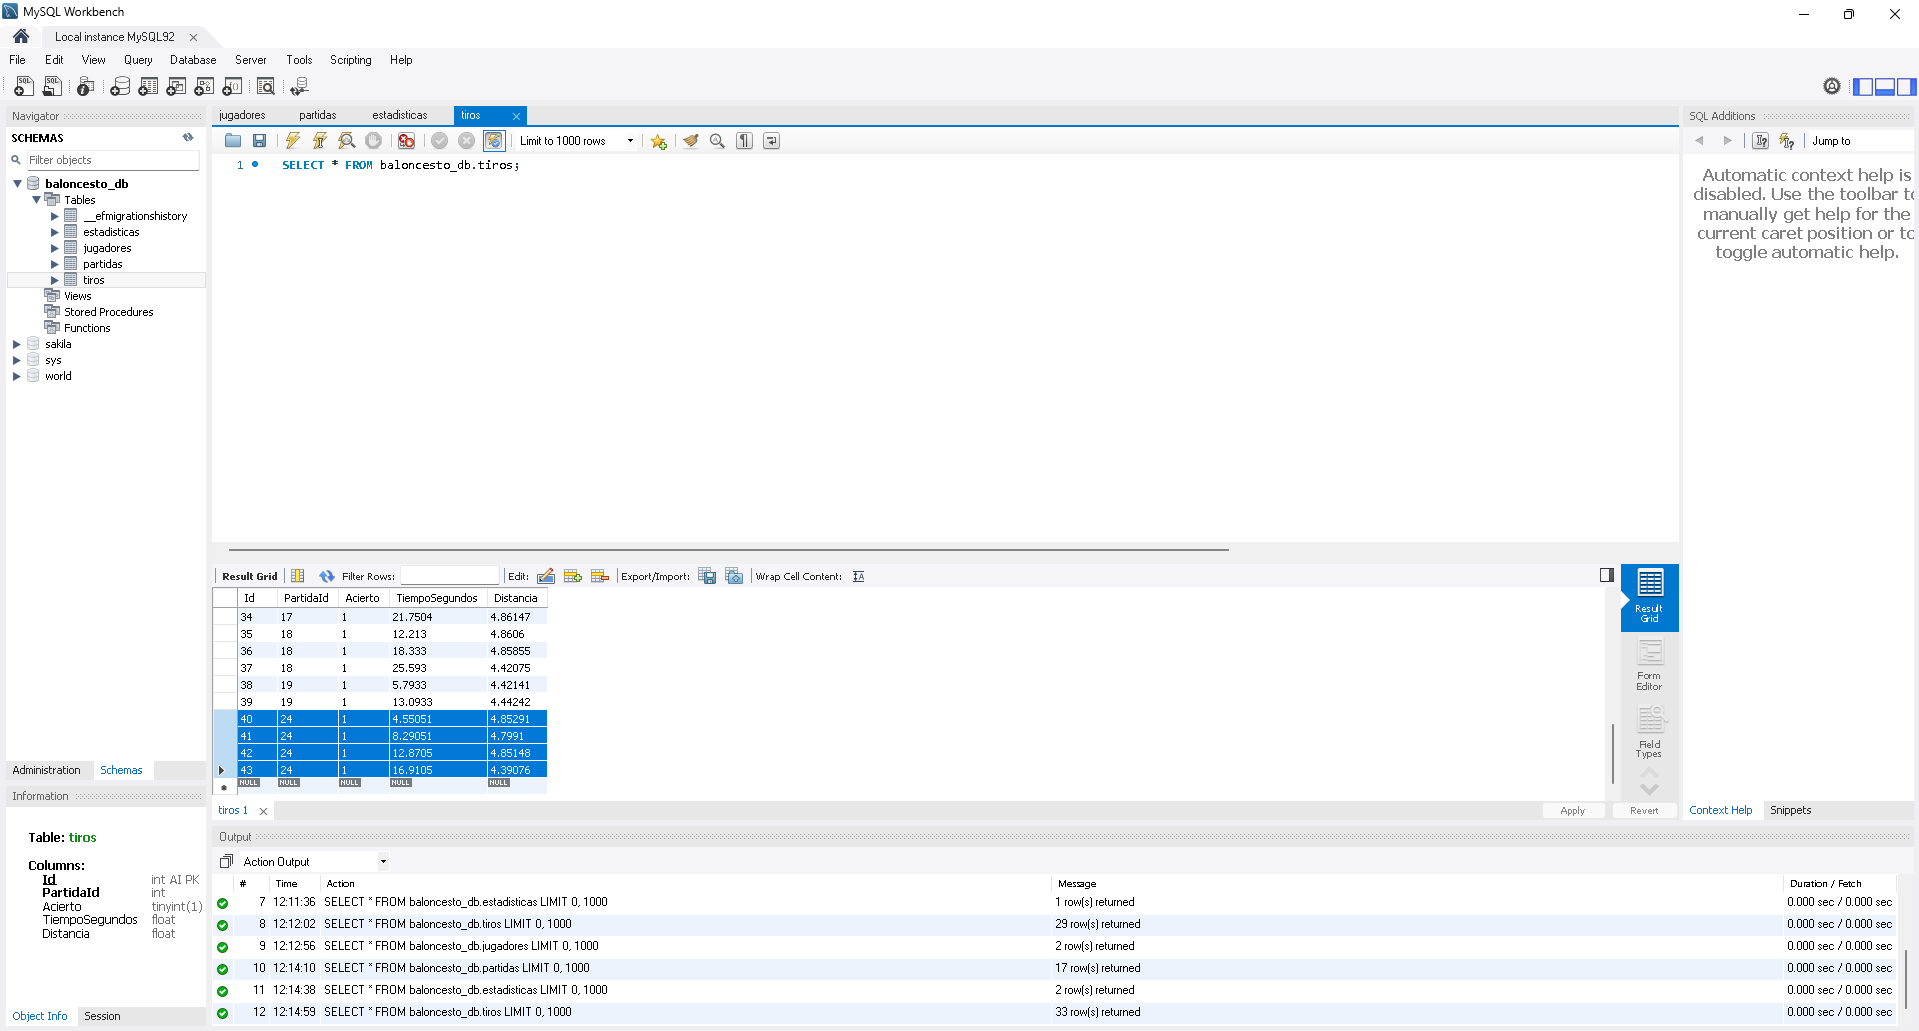 MySQL Workbench
Local instance MySQL92
File Edit View Query Database Server Tools Scripting Help
Navigator
SCHEMAS
Filter objects
baloncesto_db
Tables
__efmigrationshistory
estadisticas
jugadores
partidas
tiros
Views
Stored Procedures
Functions
sakila
sys
world
Administration Schemas
Information
Table: tiros
Columns:
Id int AI PK
PartidaId int
Acierto tinyint(1)
TiempoSegundos float
Distancia float
Object Info Session
jugadores partidas estadisticas tiros
Limit to 1000 rows
1 SELECT * FROM baloncesto_db.tiros;
Result Grid Filter Rows: Edit: Export/Import: Wrap Cell Content:
Id PartidaId Acierto TiempoSegundos Distancia
34 17 1 21.7504 4.86147
35 18 1 12.213 4.8606
36 18 1 18.333 4.85855
37 18 1 25.593 4.42075
38 19 1 5.7933 4.42141
39 19 1 13.0933 4.44242
40 24 1 4.55051 4.85291
41 24 1 8.29051 4.7991
42 24 1 12.8705 4.85148
43 24 1 16.9105 4.39076
NULL NULL NULL NULL NULL
Result Grid
Form Editor
Field Types
tiros 1
Apply Revert
SQL Additions
Jump to
Automatic context help is
disabled. Use the toolbar to
manually get help for the
current caret position or to
toggle automatic help.
Context Help Snippets
Output
Action Output
# Time Action Message Duration / Fetch
7 12:11:36 SELECT * FROM baloncesto_db.estadisticas LIMIT 0, 1000 1 row(s) returned 0.000 sec / 0.000 sec
8 12:12:02 SELECT * FROM baloncesto_db.tiros LIMIT 0, 1000 29 row(s) returned 0.000 sec / 0.000 sec
9 12:12:56 SELECT * FROM baloncesto_db.jugadores LIMIT 0, 1000 2 row(s) returned 0.000 sec / 0.000 sec
10 12:14:10 SELECT * FROM baloncesto_db.partidas LIMIT 0, 1000 17 row(s) returned 0.000 sec / 0.000 sec
11 12:14:38 SELECT * FROM baloncesto_db.estadisticas LIMIT 0, 1000 2 row(s) returned 0.000 sec / 0.000 sec
12 12:14:59 SELECT * FROM baloncesto_db.tiros LIMIT 0, 1000 33 row(s) returned 0.000 sec / 0.000 sec